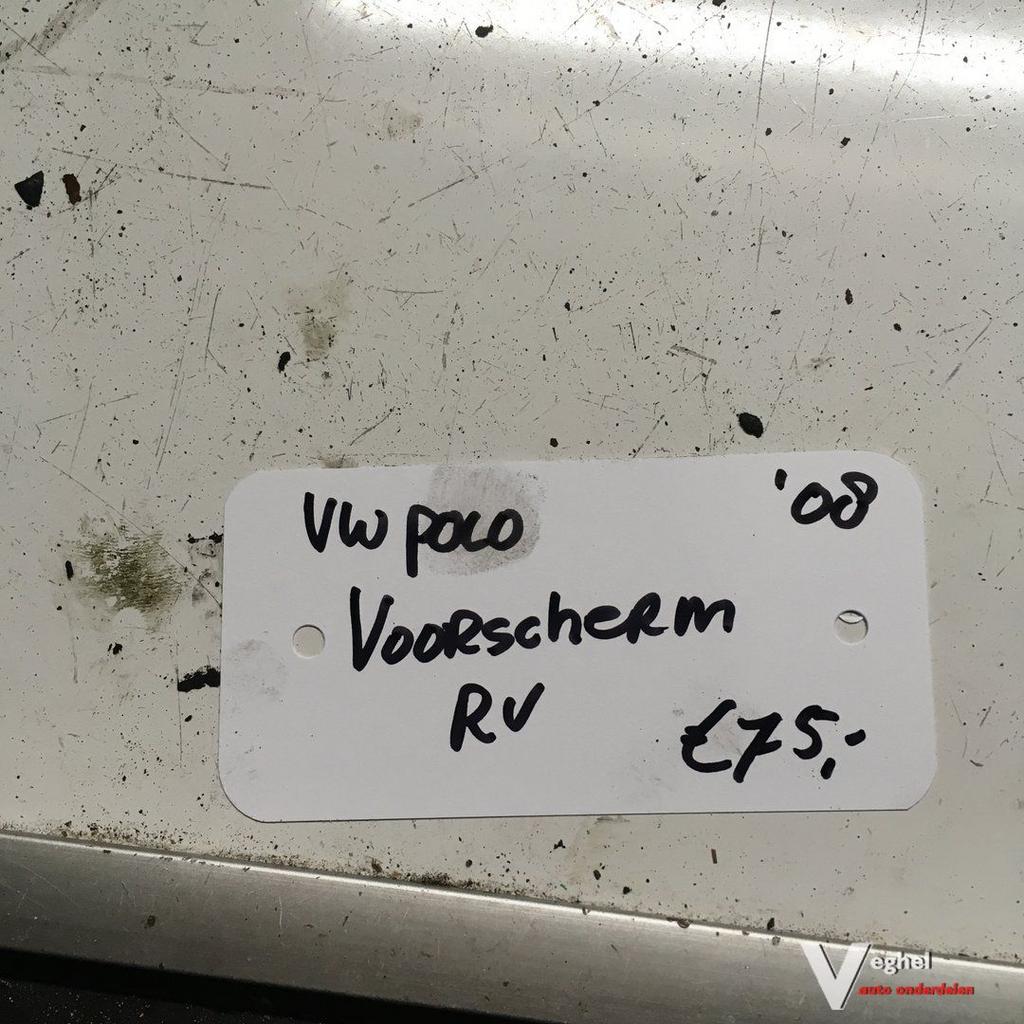 VW POLO '08
VOORSCHERM
RV
€75,-
Veghel
auto onderdelen